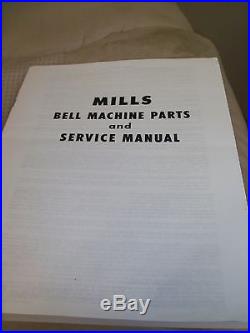 MILLS
BELL MACHINE PARTS
and
SERVICE MANUAL